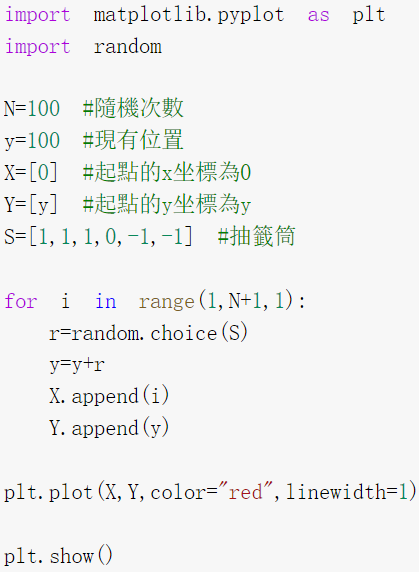 import matplotlib.pyplot as plt
import random
N=100 #隨機次數
y=100 #現有位置
X=[0] #起點的x坐標為0
Y=[y] #起點的y坐標為y
S=[1,1,1,0,-1,-1] #抽籤筒
for i in range(1,N+1,1):
    r=random.choice(S)
    y=y+r
    X.append(i)
    Y.append(y)
plt.plot(X,Y,color="red",linewidth=1)
plt.show()